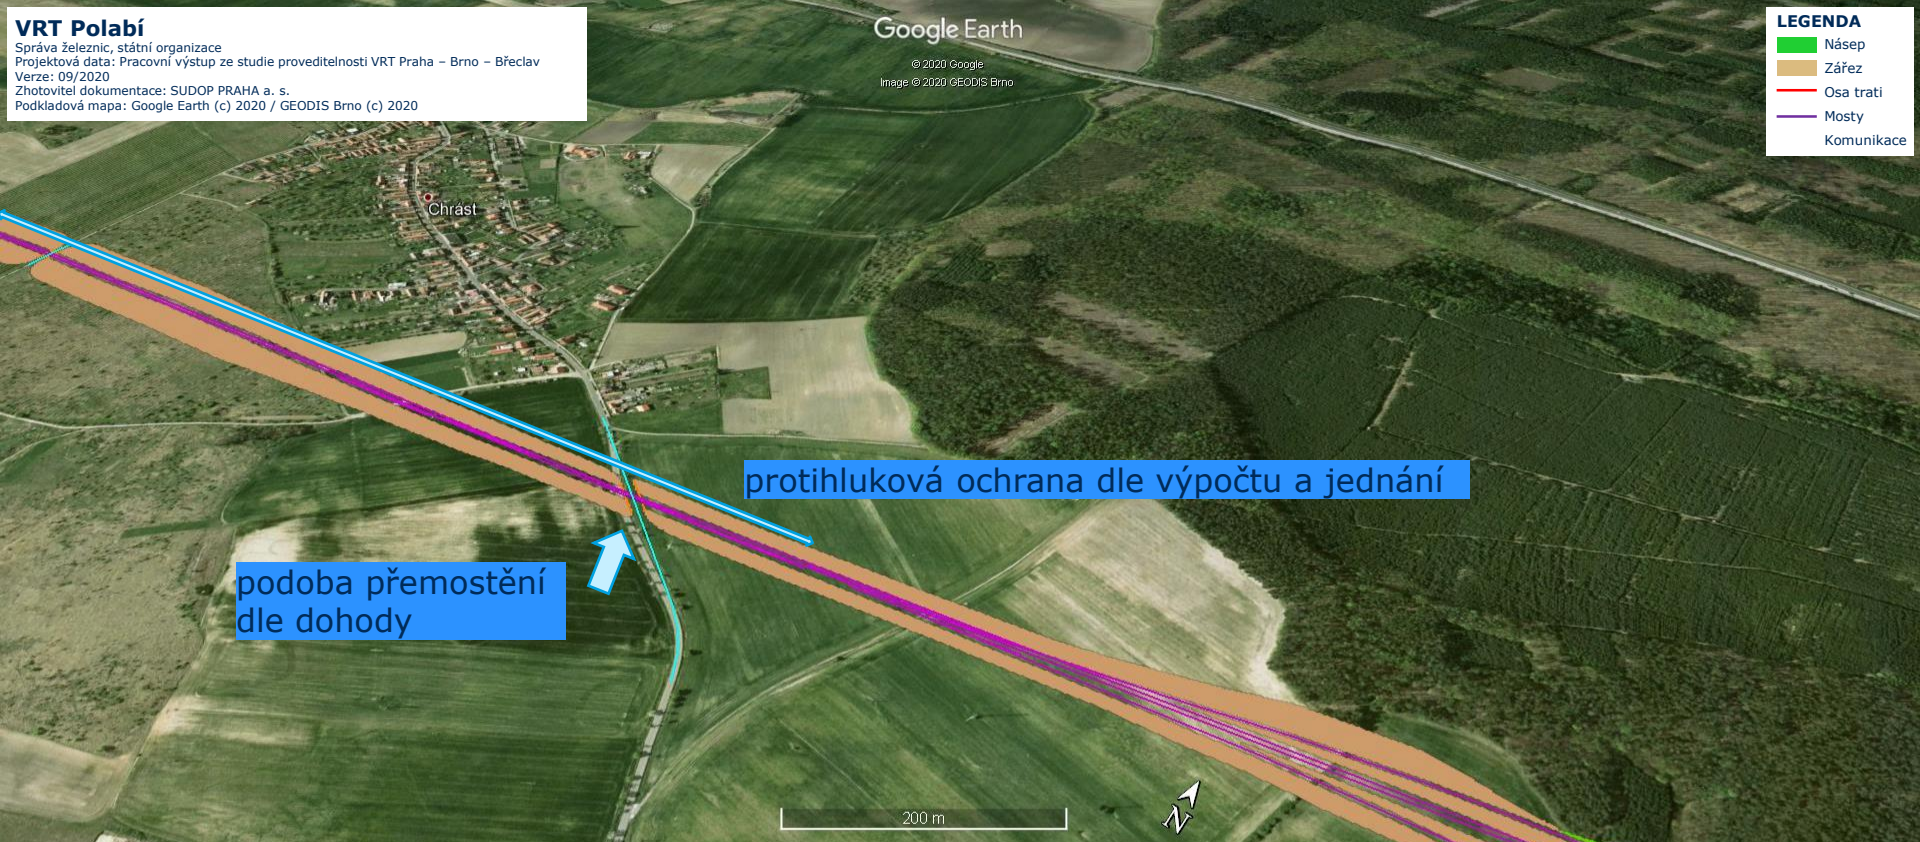 VRT Polabí
Správa železnic, státní organizace
Projektová data: Pracovní výstup ze studie proveditelnosti VRT Praha – Brno – Břeclav
Verze: 09/2020
Zhotovitel dokumentace: SUDOP PRAHA a. s.
Podkladová mapa: Google Earth (c) 2020 / GEODIS Brno (c) 2020
Google Earth
© 2020 Google
Image © 2020 GEODIS Brno
LEGENDA
Násep
Zářez
Osa trati
Mosty
Komunikace
Chrást
protihluková ochrana dle výpočtu a jednání
podoba přemostění
dle dohody
200 m
N